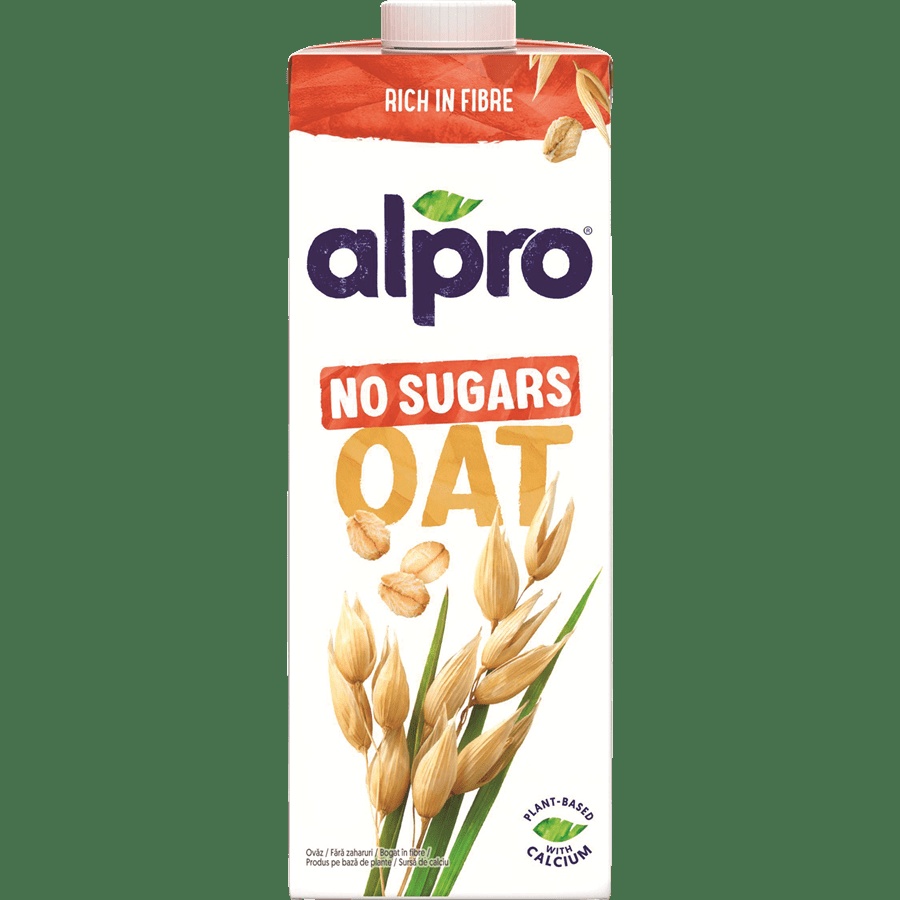 RICH IN FIBRE
alpro®
NO SUGARS
OAT
PLANT-BASED
WITH
CALCIUM
Ovăz / Fără zaharuri / Bogat în fibre /
Produs pe bază de plante / Sursă de calciu